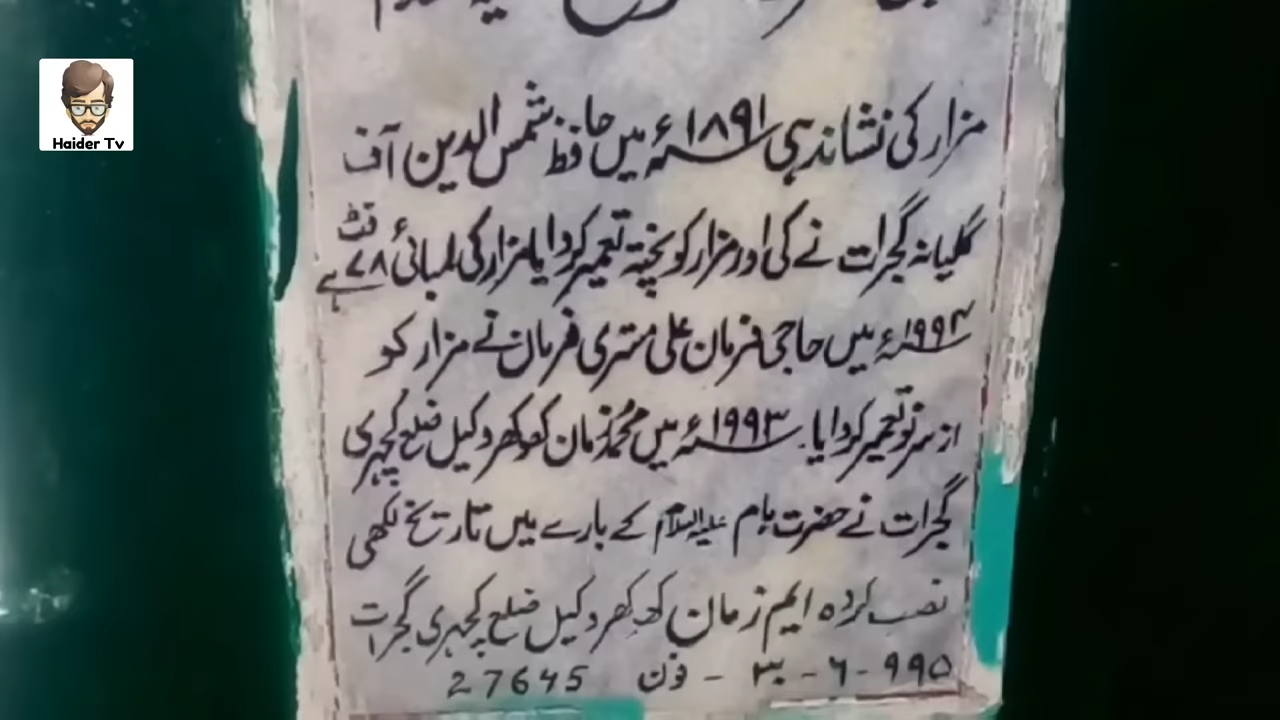 Haider Tv
مزار کی نشاندہی ۱۸۹۱ء میں حافظ شمس الدین آف
گلیانہ گجرات نے کی اور مزار کو پختہ تعمیر کروایا مزار کی لمبائی ۷۸ فٹ ہے
۱۹۹۴ء میں حاجی فرمان علی مستری فرمان نے مزار کو
از سر نو تعمیر کروایا۔ ۱۹۹۳ء میں محمد زمان کھوکھر وکیل ضلع کچہری
گجرات نے حضرت ہام علیہ السلام کے بارے میں تاریخ لکھی
نصب کردہ ایم زمان کھوکھر وکیل ضلع کچہری گجرات
۳۰-۶-۹۹۵ - فون 27645